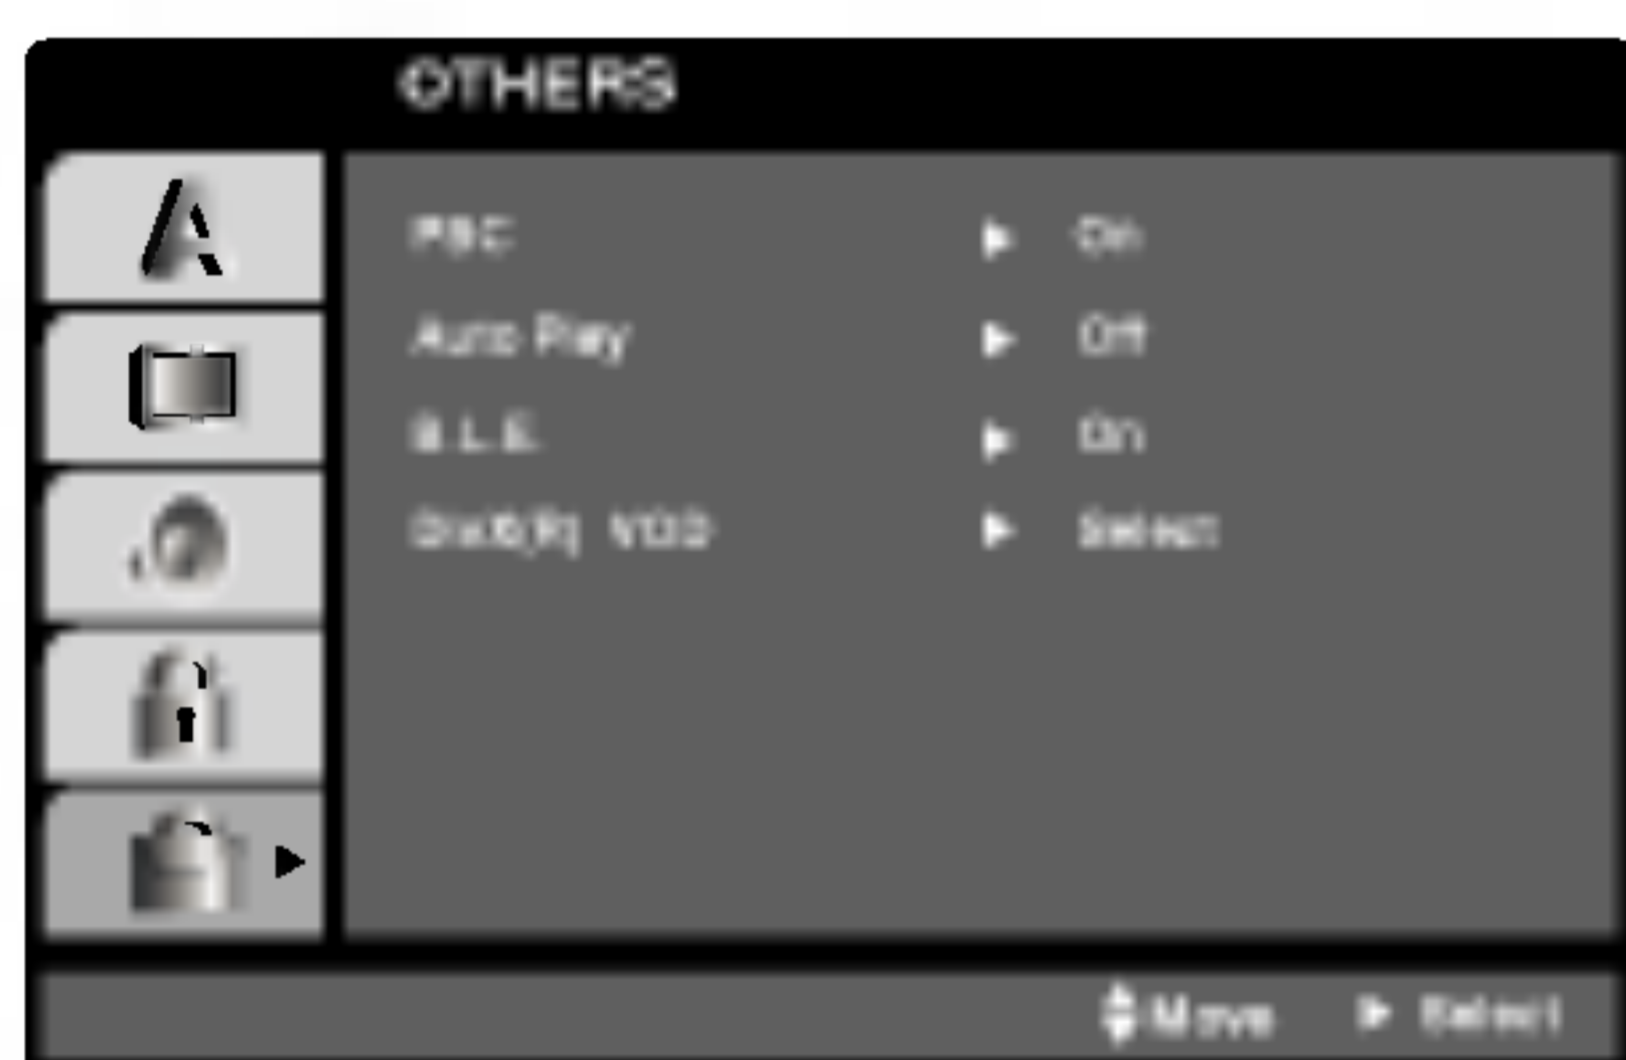 OTHERS
PBC ▶ On
Auto Play ▶ Off
B.L.E. ▶ On
DivX(R) VOD ▶ Select
Move ▶ Select